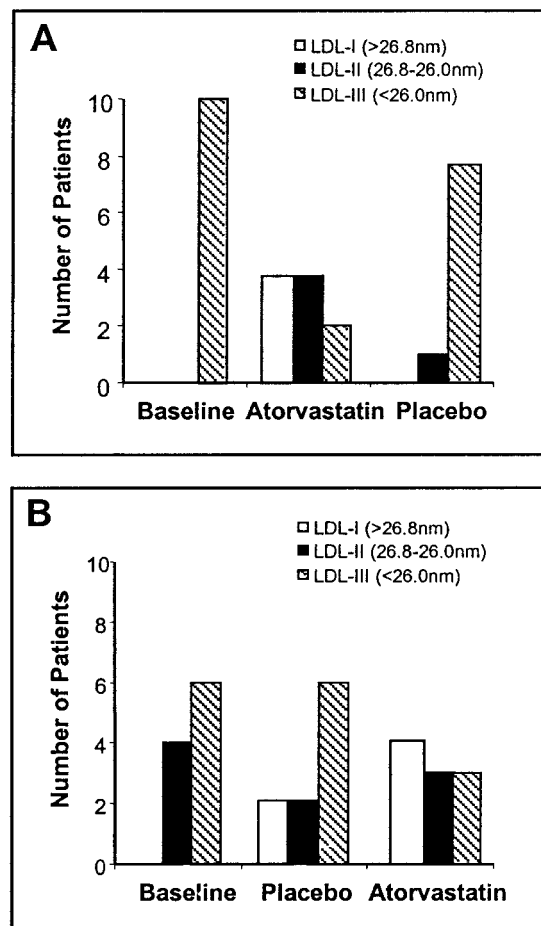 A
LDL-I (>26.8nm)
LDL-II (26.8-26.0nm)
LDL-III (<26.0nm)
Number of Patients
10
8
6
4
2
0
Baseline Atorvastatin Placebo
B
LDL-I (>26.8nm)
LDL-II (26.8-26.0nm)
LDL-III (<26.0nm)
Number of Patients
10
8
6
4
2
0
Baseline Placebo Atorvastatin